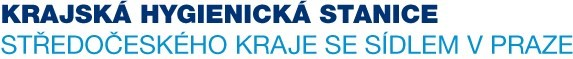 KRAJSKÁ HYGIENICKÁ STANICE
STŘEDOČESKÉHO KRAJE SE SÍDLEM V PRAZE